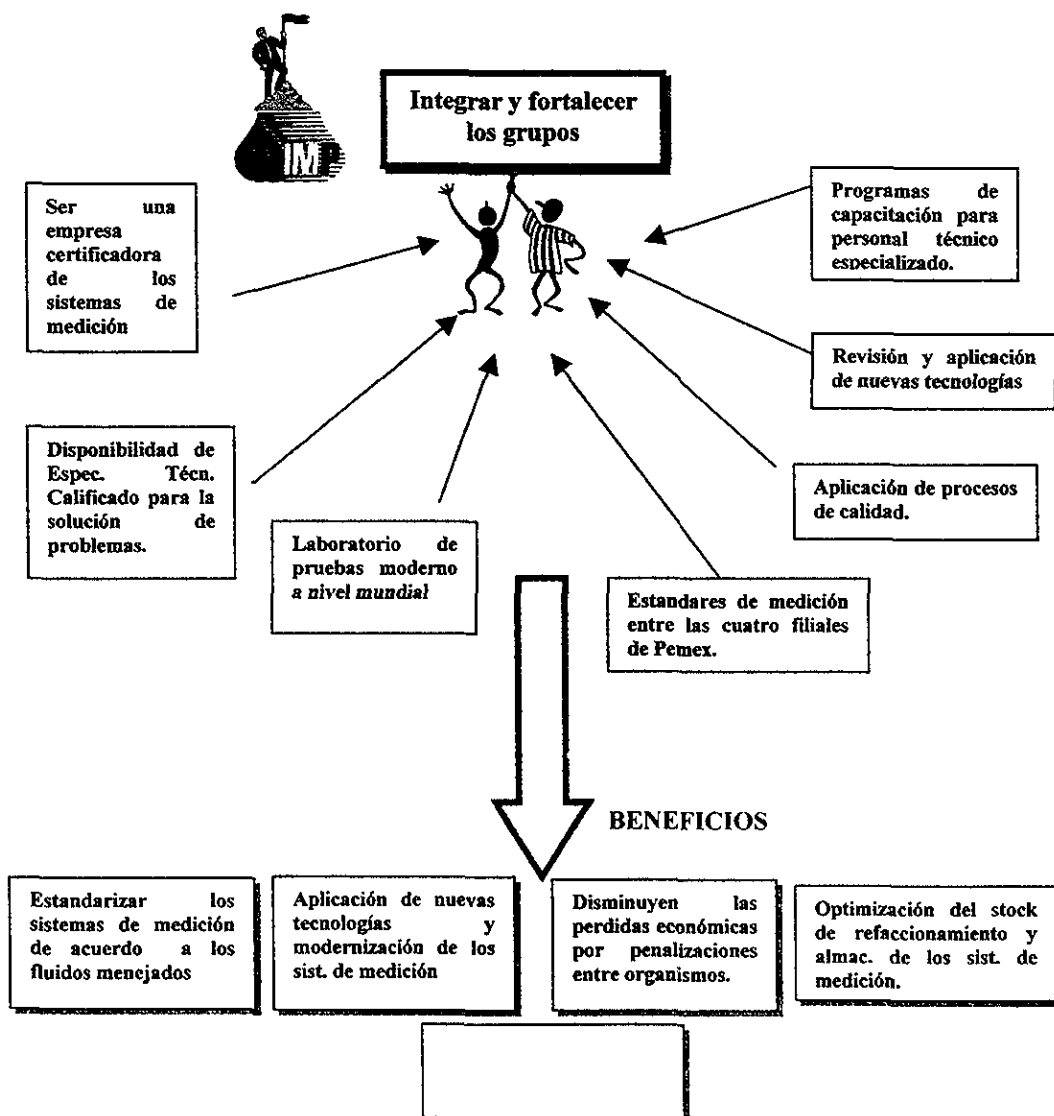 Integrar y fortalecer
los grupos
IMP
Ser una
empresa
certificadora
de los
sistemas de
medición
Programas de
capacitación para
personal técnico
especializado.
Revisión y aplicación
de nuevas tecnologías
Disponibilidad de
Espec. Técn.
Calificado para la
solución de
problemas.
Aplicación de procesos
de calidad.
Laboratorio de
pruebas moderno
a nivel mundial
Estandares de medición
entre las cuatro filiales
de Pemex.
BENEFICIOS
Estandarizar los
sistemas de medición
de acuerdo a los
fluidos menejados
Aplicación de nuevas
tecnologías y
modernización de los
sist. de medición
Disminuyen las
perdidas económicas
por penalizaciones
entre organismos.
Optimización del stock
de refaccionamiento y
almac. de los sist. de
medición.